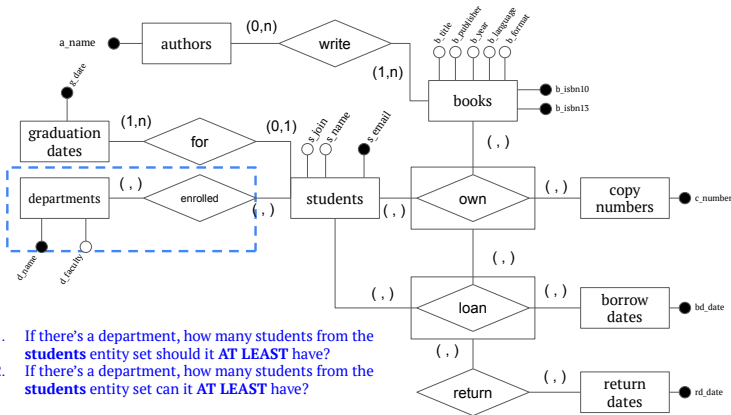 a_name
authors
(0,n)
write
(1,n)
b_title
b_publisher
b_year
b_language
b_format
books
b_isbn10
b_isbn13
g_date
graduation
dates
(1,n)
for
(0,1)
s_join
s_name
s_email
( , )
departments
( , )
enrolled
( , )
students
( , )
own
( , )
copy
numbers
c_number
d_name
d_faculty
( , )
( , )
loan
( , )
borrow
dates
bd_date
. If there's a department, how many students from the
students entity set should it AT LEAST have?
. If there's a department, how many students from the
students entity set can it AT LEAST have?
( , )
return
( , )
return
dates
rd_date